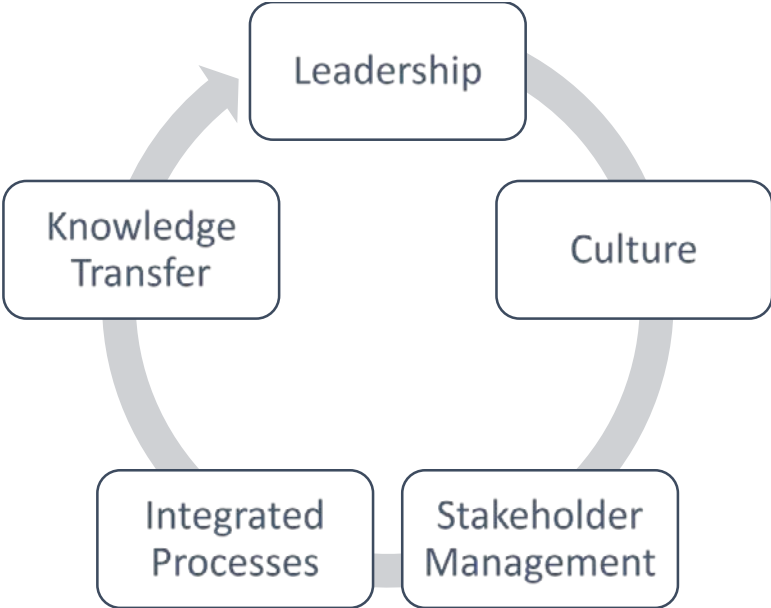 Leadership
Culture
Stakeholder
Management
Integrated
Processes
Knowledge
Transfer